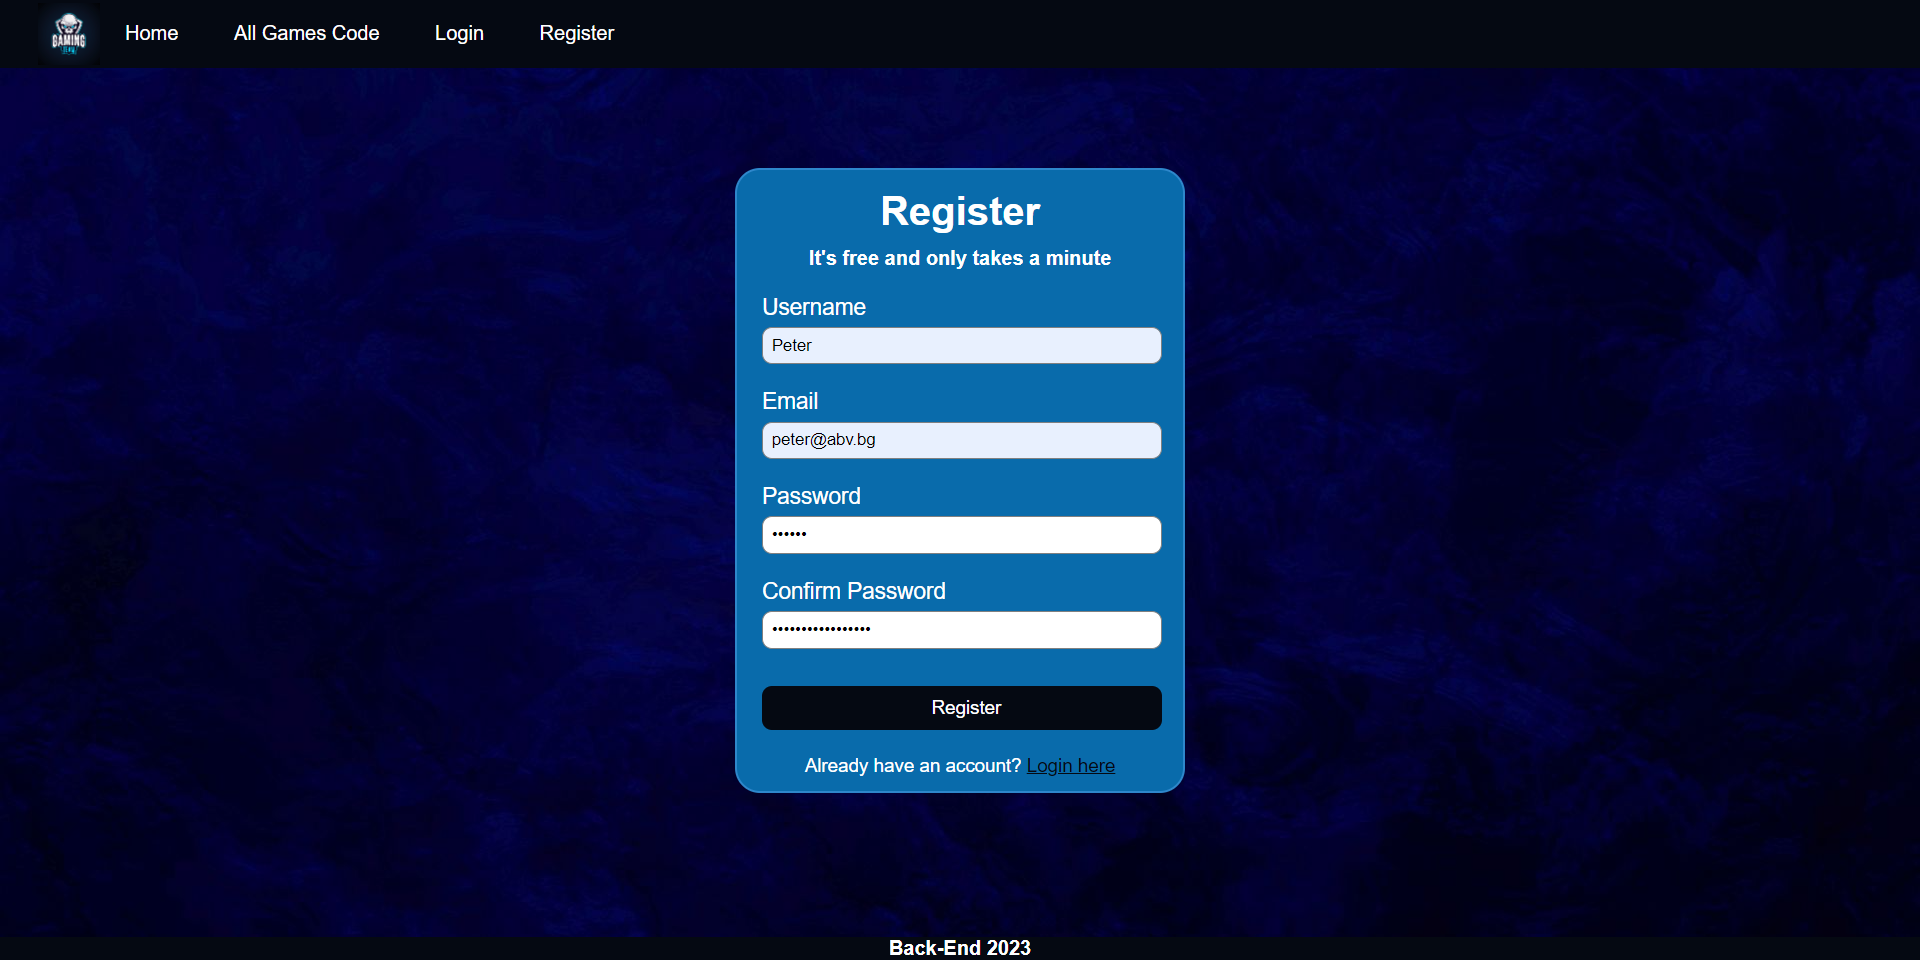 GAMING
Home
All Games Code
Login
Register
Register
It's free and only takes a minute
Username
Peter
Email
peter@abv.bg
Password
••••••
Confirm Password
•••••••••••••••••
Register
Already have an account? Login here
Back-End 2023